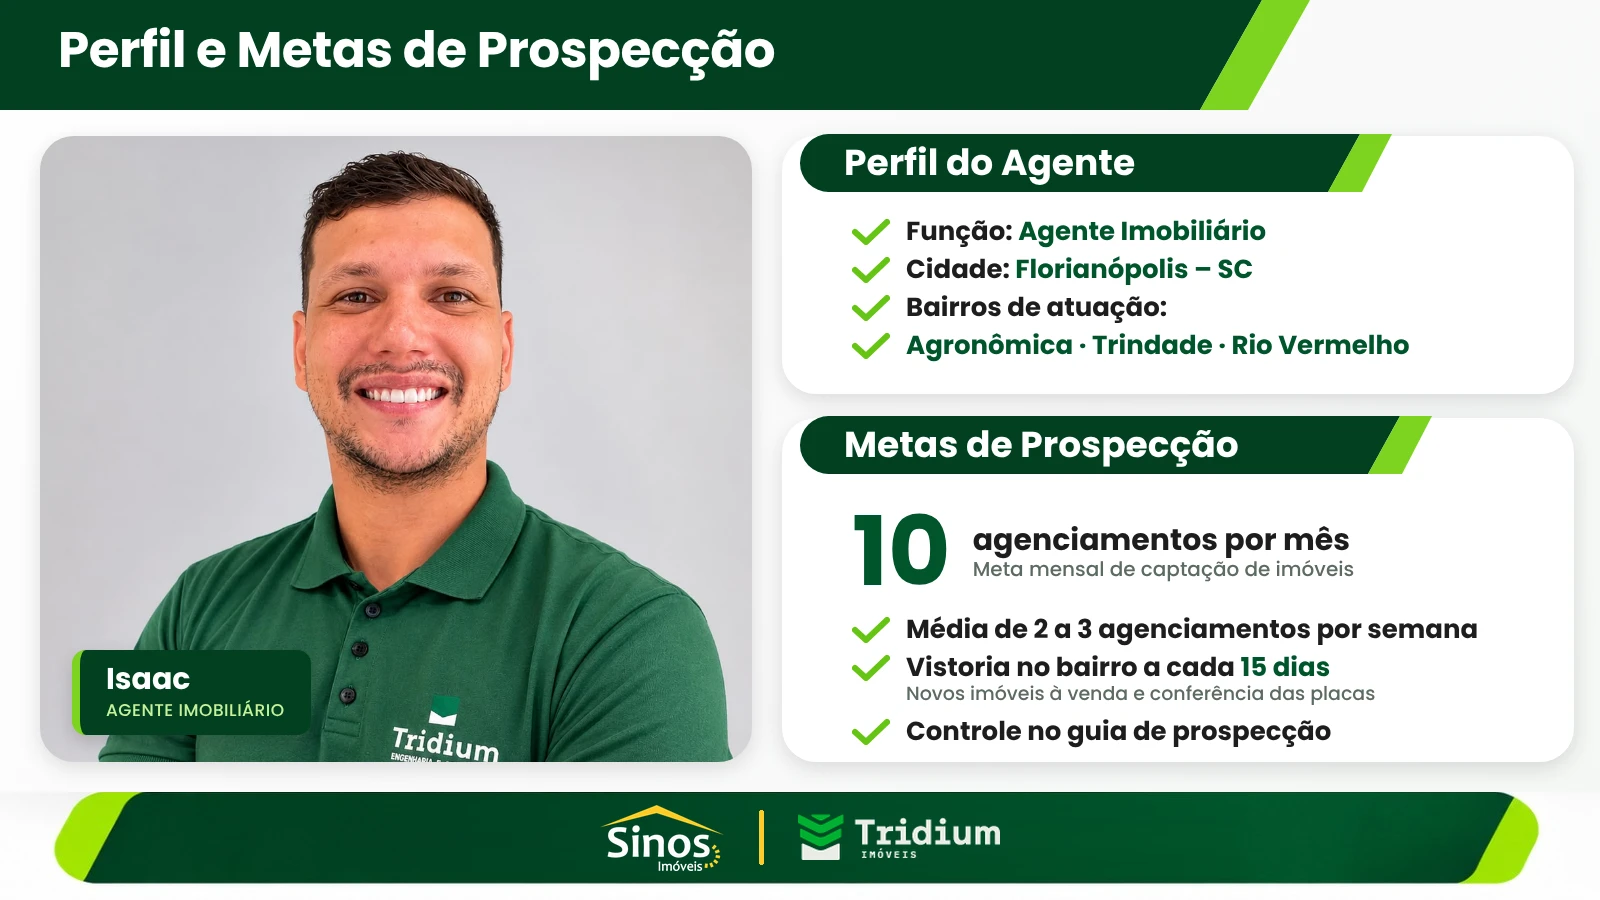 Perfil e Metas de Prospecção
Perfil do Agente
Função: Agente Imobiliário
Cidade: Florianópolis – SC
Bairros de atuação:
Agronômica · Trindade · Rio Vermelho
Metas de Prospecção
10
agenciamentos por mês
Meta mensal de captação de imóveis
Média de 2 a 3 agenciamentos por semana
Vistoria no bairro a cada 15 dias
Novos imóveis à venda e conferência das placas
Controle no guia de prospecção
Isaac
AGENTE IMOBILIÁRIO
Tridium
ENGENHARIA
Sinos
Imóveis
Tridium
IMÓVEIS